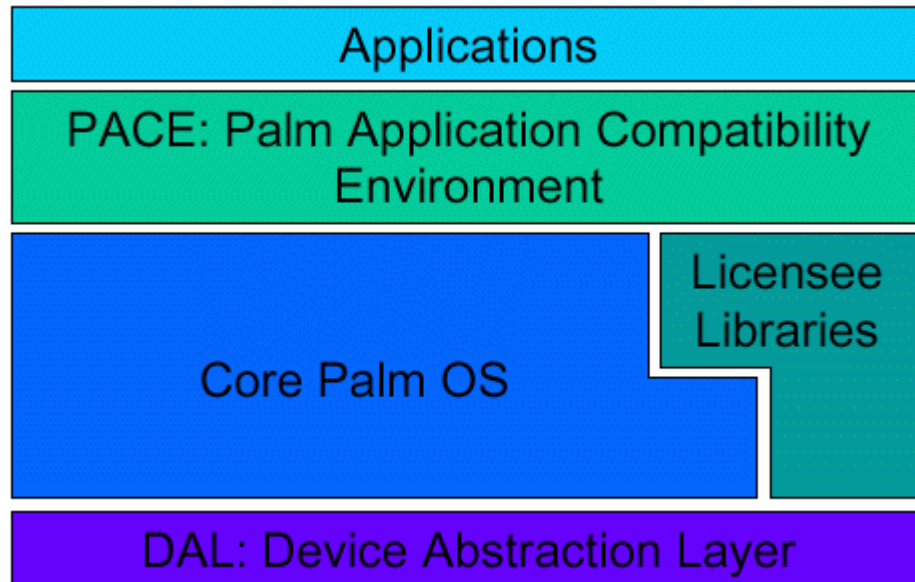 Applications
PACE: Palm Application Compatibility
Environment
Licensee
Libraries
Core Palm OS
DAL: Device Abstraction Layer